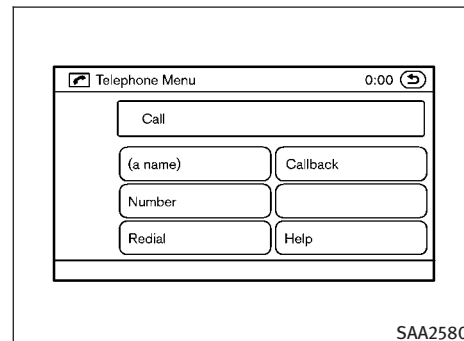 Telephone Menu 0:00
Call
(a name) Callback
Number
Redial Help
SAA2580